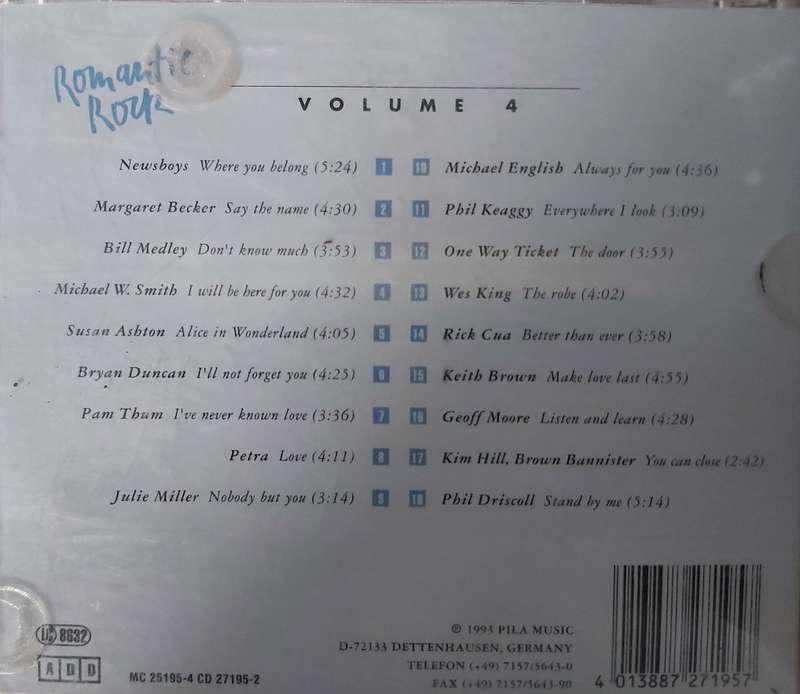 Romantic
Rock
VOLUME 4
Newsboys Where you belong (5:24) 1
Margaret Becker Say the name (4:30) 2
Bill Medley Don't know much (3:53) 3
Michael W. Smith I will be here for you (4:32) 4
Susan Ashton Alice in Wonderland (4:05) 5
Bryan Duncan I'll not forget you (4:25) 6
Pam Thum I've never known love (3:36) 7
Petra Love (4:11) 8
Julie Miller Nobody but you (3:14) 9
10 Michael English Always for you (4:36)
11 Phil Keaggy Everywhere I look (3:09)
12 One Way Ticket The door (3:55)
13 Wes King The robe (4:02)
14 Rick Cua Better than ever (3:58)
15 Keith Brown Make love last (4:55)
16 Geoff Moore Listen and learn (4:28)
17 Kim Hill, Brown Bannister You can close (2:42)
18 Phil Driscoll Stand by me (5:14)
8632
ADD
MC 25195-4 CD 27195-2
℗ 1993 PILA MUSIC
D-72133 DETTENHAUSEN, GERMANY
TELEFON (+49) 7157/5643-0
FAX (+49) 7157/5643-90
4 013887 271957